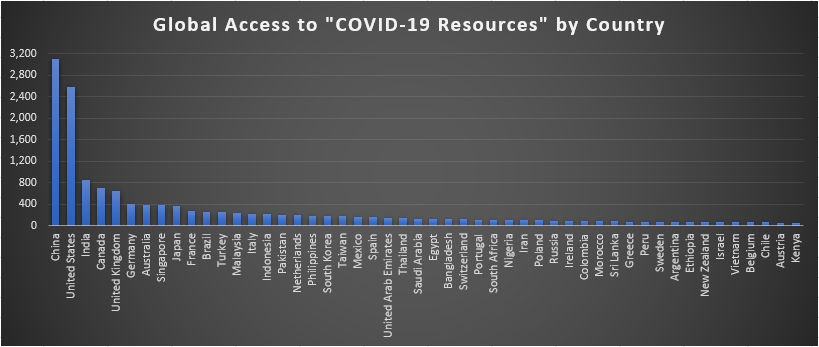 Global Access to "COVID-19 Resources" by Country
3,200
2,800
2,400
2,000
1,600
1,200
800
400
0
China
United States
India
Canada
United Kingdom
Germany
Australia
Singapore
Japan
France
Brazil
Turkey
Malaysia
Italy
Indonesia
Pakistan
Netherlands
Philippines
South Korea
Taiwan
Mexico
Spain
United Arab Emirates
Thailand
Saudi Arabia
Egypt
Bangladesh
Switzerland
Portugal
South Africa
Nigeria
Iran
Poland
Russia
Ireland
Colombia
Morocco
Sri Lanka
Greece
Peru
Sweden
Argentina
Ethiopia
New Zealand
Israel
Vietnam
Belgium
Chile
Austria
Kenya